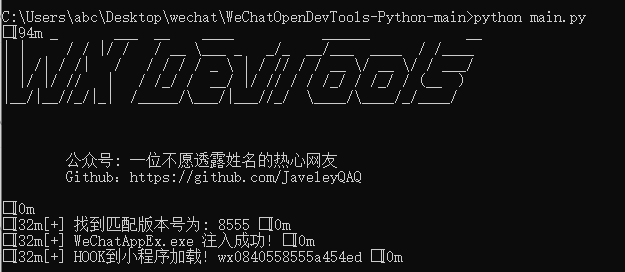 C:\Users\abc\Desktop\wechat\WeChatOpenDevTools-Python-main>python main.py
□[94m
WX DevTools
公众号: 一位不愿透露姓名的热心网友
Github: https://github.com/JaveleyQAQ
□[0m
□[32m[+] 找到匹配版本号为: 8555 □[0m
□[32m[+] WeChatAppEx.exe 注入成功! □[0m
□[32m[+] HOOK到小程序加载! wx0840558555a454ed □[0m